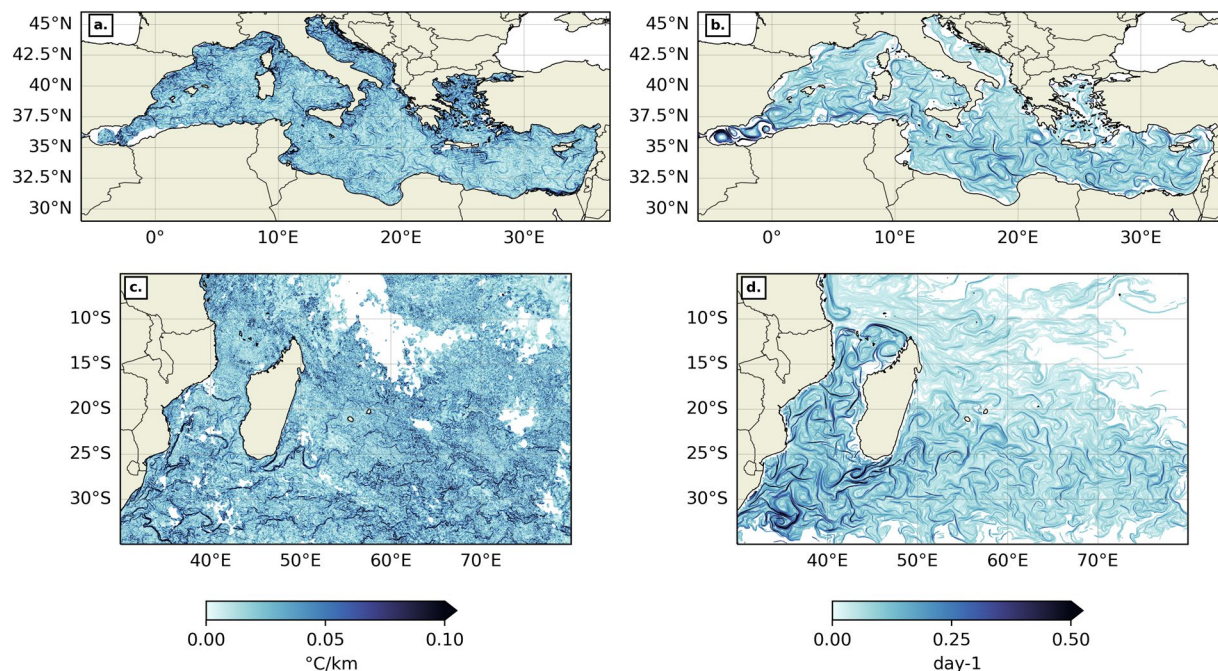 a.
45°N
42.5°N
40°N
37.5°N
35°N
32.5°N
30°N
0°
10°E
20°E
30°E
b.
45°N
42.5°N
40°N
37.5°N
35°N
32.5°N
30°N
0°
10°E
20°E
30°E
c.
10°S
15°S
20°S
25°S
30°S
40°E
50°E
60°E
70°E
d.
10°S
15°S
20°S
25°S
30°S
40°E
50°E
60°E
70°E
0.00
0.05
0.10
°C/km
0.00
0.25
0.50
day-1